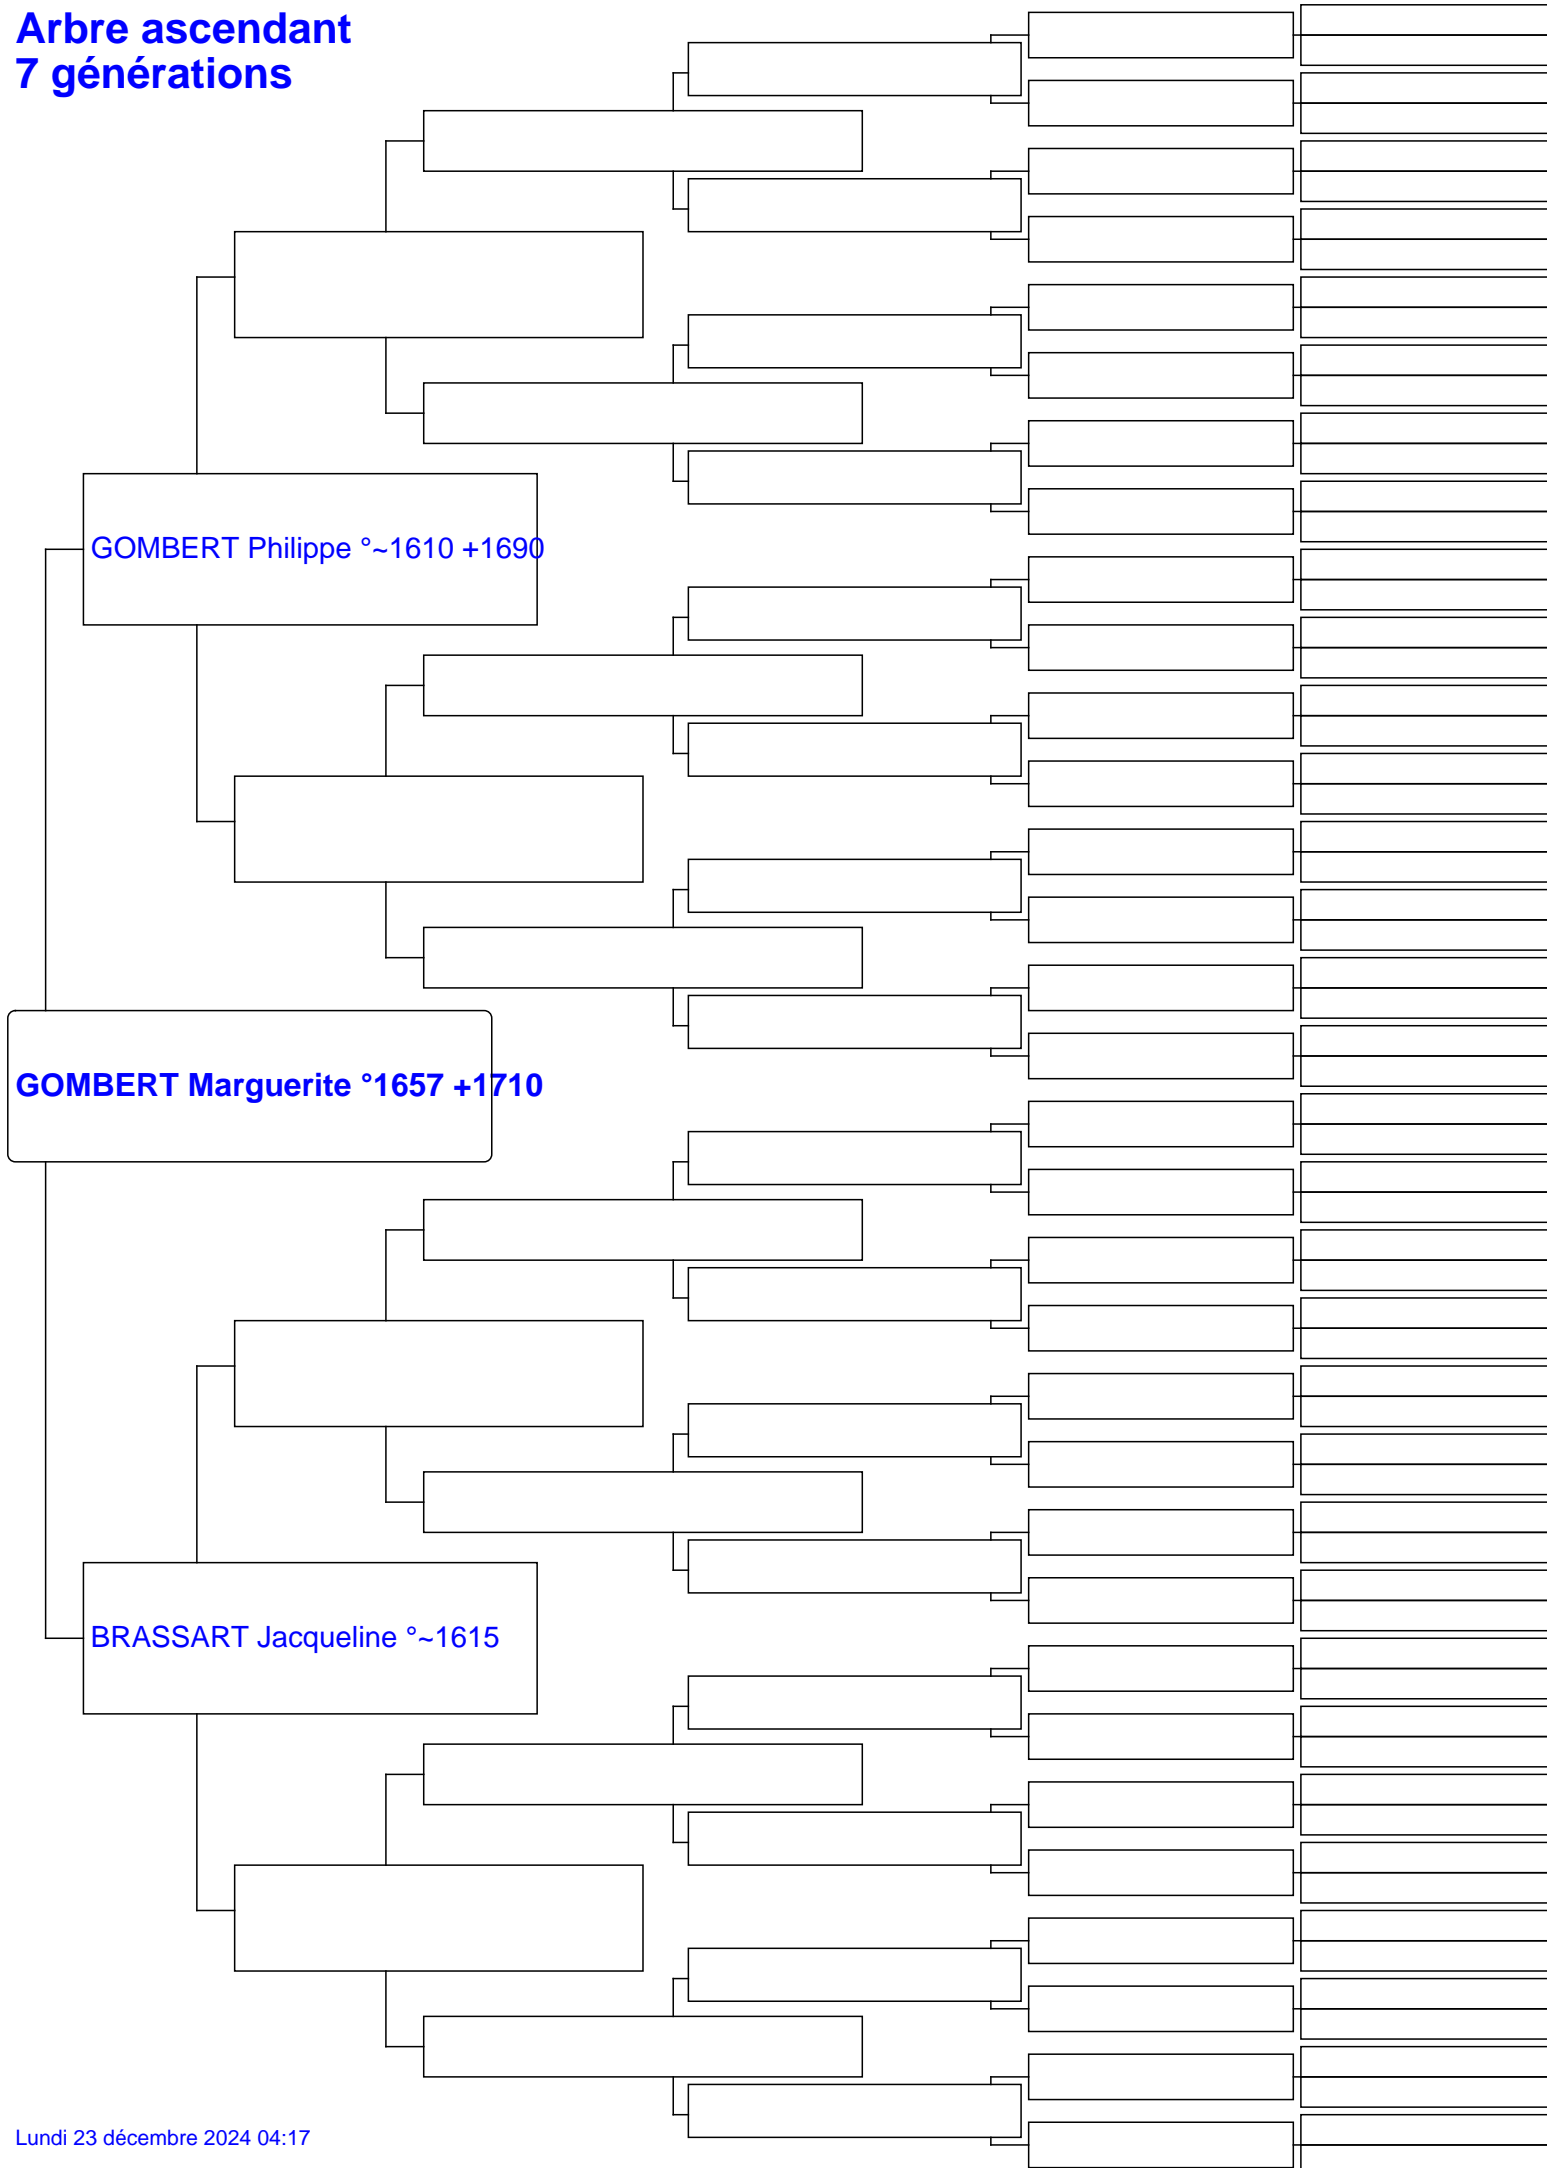 Arbre ascendant
7 générations
GOMBERT Philippe °~1610 +1690
GOMBERT Marguerite °1657 +1710
BRASSART Jacqueline °~1615
Lundi 23 décembre 2024 04:17